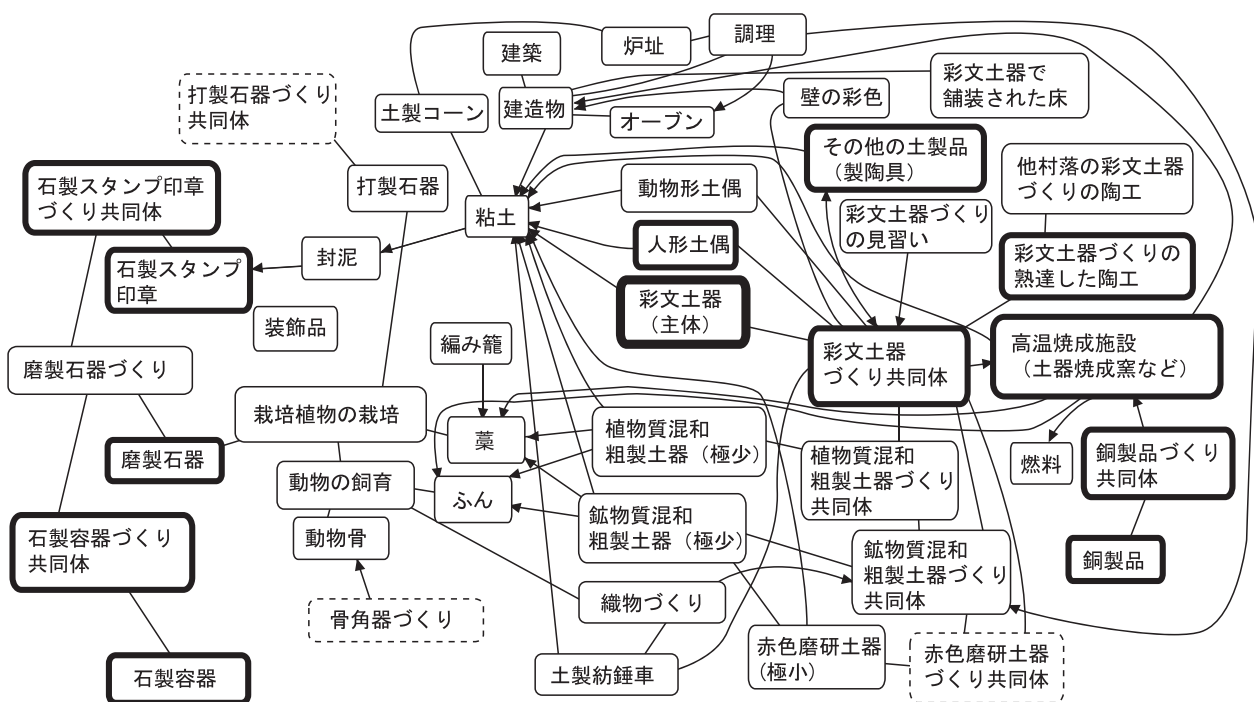 炉址
調理
建築
彩文土器で
舗装された床
打製石器づくり
共同体
土製コーン
建造物
オーブン
壁の彩色
その他の土製品
（製陶具）
他村落の彩文土器
づくりの陶工
石製スタンプ印章
づくり共同体
打製石器
粘土
動物形土偶
彩文土器づくり
の見習い
人形土偶
封泥
石製スタンプ
印章
彩文土器づくりの
熟達した陶工
彩文土器
（主体）
装飾品
編み籠
彩文土器
づくり共同体
高温焼成施設
（土器焼成窯など）
磨製石器づくり
栽培植物の栽培
藁
植物質混和
粗製土器（極少）
植物質混和
粗製土器づくり
共同体
燃料
銅製品づくり
共同体
磨製石器
動物の飼育
ふん
鉱物質混和
粗製土器（極少）
石製容器づくり
共同体
動物骨
鉱物質混和
粗製土器づくり
共同体
銅製品
骨角器づくり
織物づくり
石製容器
土製紡錘車
赤色磨研土器
（極小）
赤色磨研土器
づくり共同体